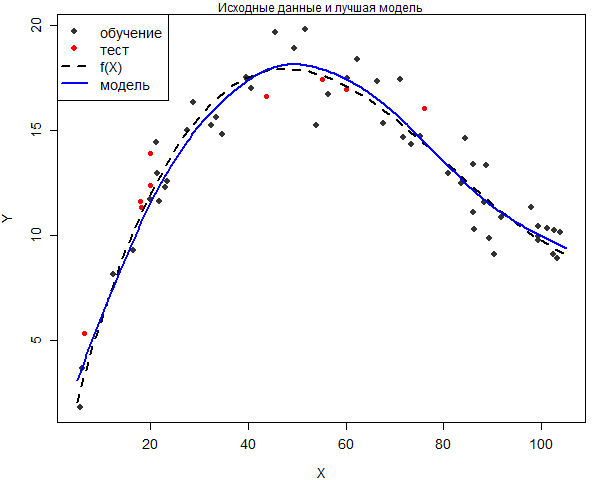 Исходные данные и лучшая модель
обучение
тест
f(X)
модель
20
15
10
5
Y
20
40
60
80
100
X